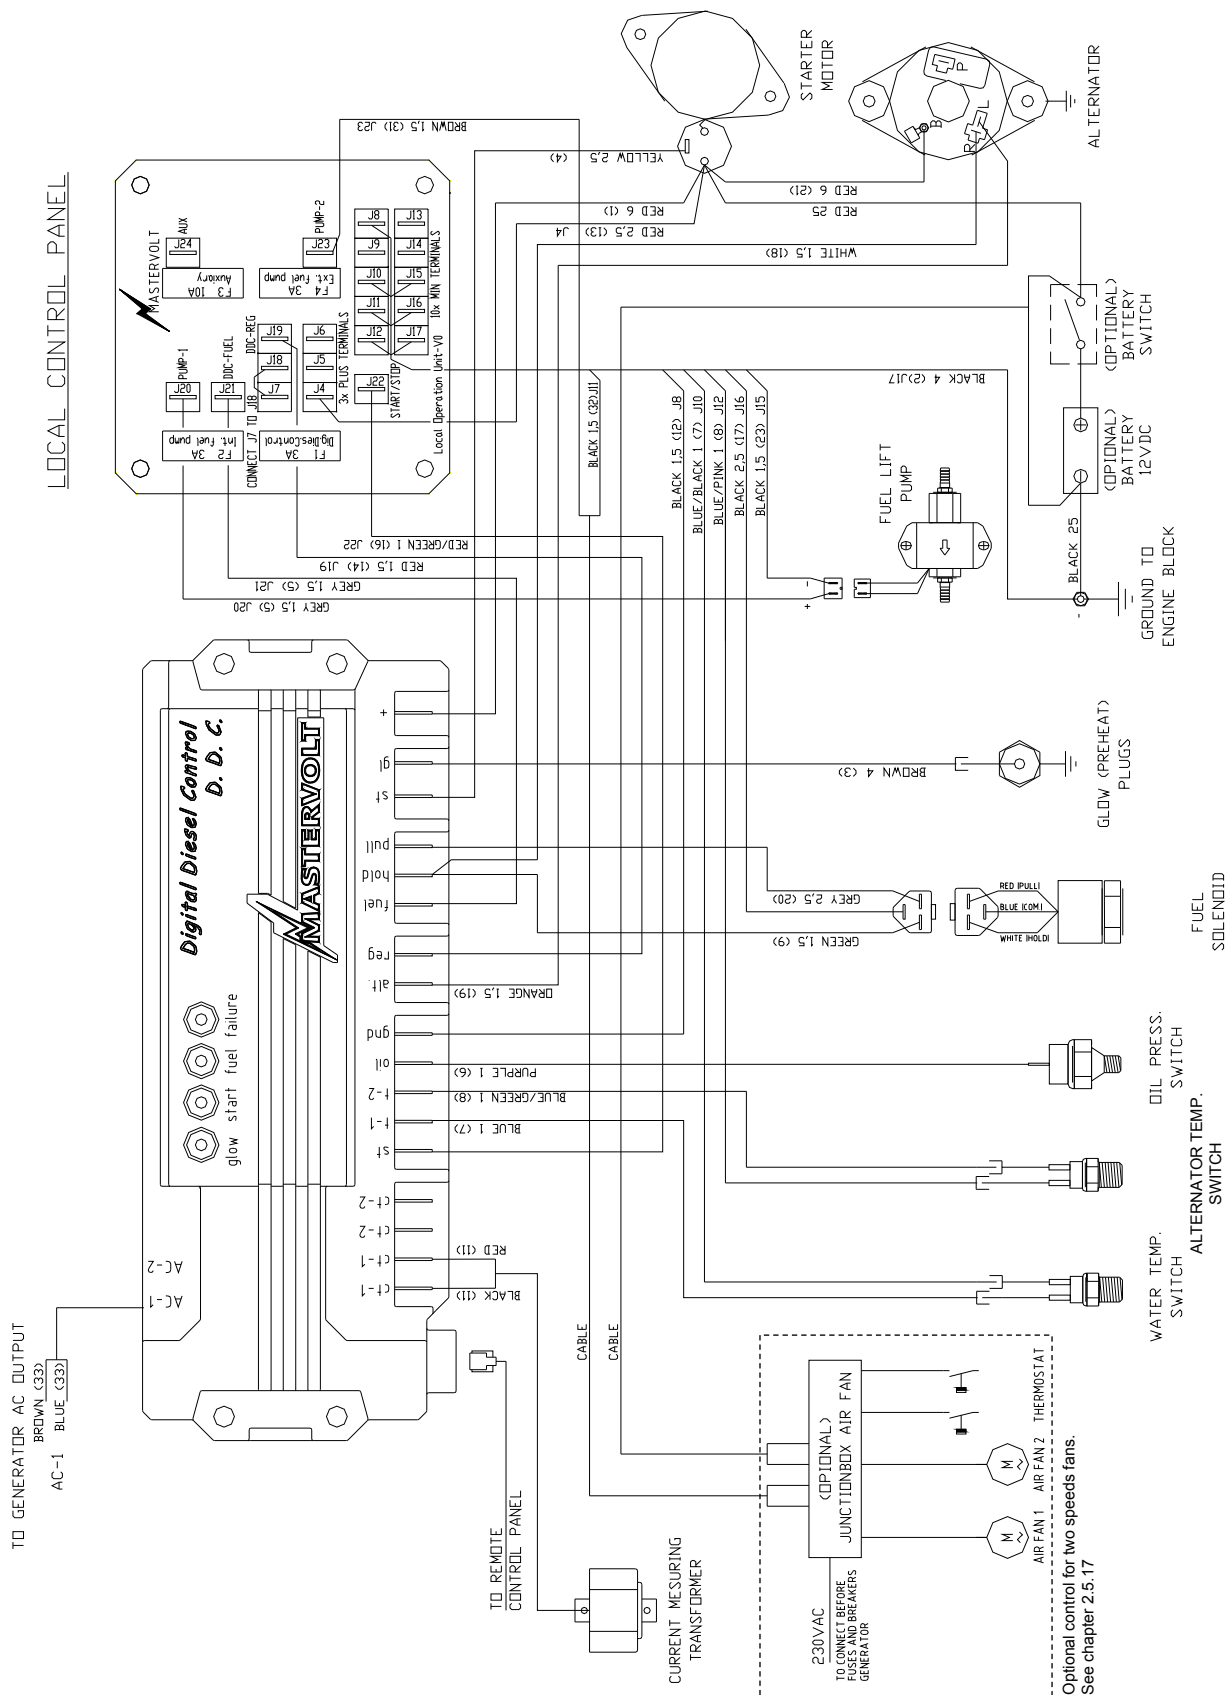 LOCAL CONTROL PANEL
MASTERVOLT
J24
AUX
F3 10A
Auxiary
PUMP-2
J23
F4 3A
Ext. fuel pump
J8
J13
J9
J14
J10
J15
J11
J16
J12
J17
10x MIN TERMINALS
J19
DDC-REG
J18
J7
J6
J5
J4
3x PLUS TERMINALS
J22
START/STOP
Local Operation Unit-V0
J20
PUMP-1
J21
DDC-FUEL
F2 3A
Int. fuel pump
CONNECT J7 TO J18
F1 3A
Dig.Dies.Control
BROWN 1,5 (31) J23
YELLOW 2,5 (4)
RED 6 (21)
RED 6 (1)
RED 25
RED 2,5 (13) J4
WHITE 1,5 (18)
BLACK 4 (2)J17
STARTER
MOTOR
ALTERNATOR
B
P
R
L
(OPTIONAL)
BATTERY
SWITCH
(OPIONAL)
BATTERY
12VDC
BLACK 25
-
GROUND TO
ENGINE BLOCK
BLACK 1,5 (32)J11
BLACK 1,5 (12) J8
BLUE/BLACK 1 (7) J10
BLUE/PINK 1 (8) J12
BLACK 2,5 (17) J16
BLACK 1,5 (23) J15
FUEL LIFT
PUMP
-
+
RED/GREEN 1 (16) J22
RED 1,5 (14) J19
GREY 1,5 (5) J21
GREY 1,5 (5) J20
Digital Diesel Control
D. D. C.
MASTERVOLT
glow start fuel failure
+
gl
st
pull
hold
fuel
reg
alt.
gnd
oil
t-2
t-1
st
ct-2
ct-2
ct-1
ct-1
AC-2
AC-1
BROWN 4 (3)
GLOW (PREHEAT)
PLUGS
GREY 2,5 (20)
GREEN 1,5 (9)
RED (PULL)
BLUE (COM)
WHITE (HOLD)
FUEL
SOLENOID
ORANGE 1,5 (19)
PURPLE 1 (6)
BLUE/GREEN 1 (8)
BLUE 1 (7)
OIL PRESS.
SWITCH
ALTERNATOR TEMP.
SWITCH
WATER TEMP.
SWITCH
RED (11)
BLACK (11)
CABLE
CABLE
TO GENERATOR AC OUTPUT
BROWN (33)
AC-1 BLUE (33)
TO REMOTE
CONTROL PANEL
CURRENT MESURING
TRANSFORMER
(OPIONAL)
JUNCTIONBOX AIR FAN
230VAC
TO CONNECT BEFORE
FUSES AND BREAKERS
GENERATOR
M
~
M
~
AIR FAN 1
AIR FAN 2
THERMOSTAT
Optional control for two speeds fans.
See chapter 2.5.17